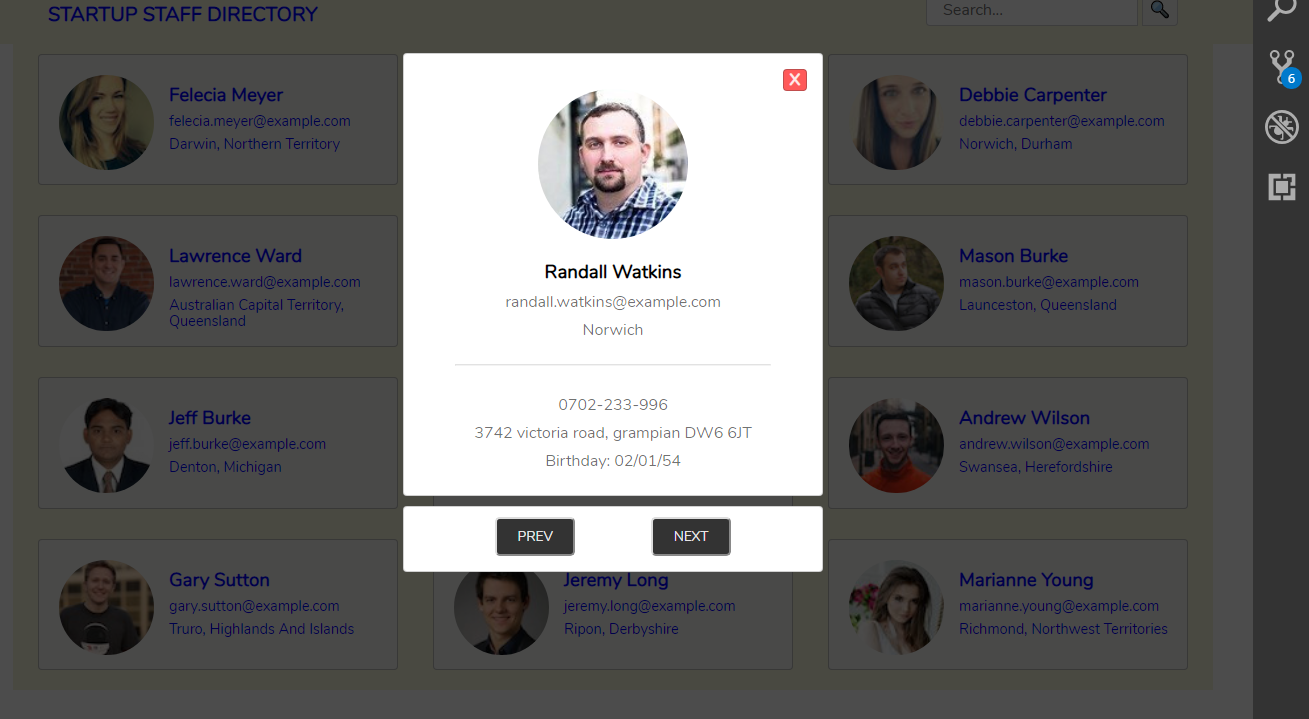 STARTUP STAFF DIRECTORY
Search...
Felecia Meyer
felecia.meyer@example.com
Darwin, Northern Territory
X
Randall Watkins
randall.watkins@example.com
Norwich
0702-233-996
3742 victoria road, grampian DW6 6JT
Birthday: 02/01/54
PREV
NEXT
Debbie Carpenter
debbie.carpenter@example.com
Norwich, Durham
Lawrence Ward
lawrence.ward@example.com
Australian Capital Territory,
Queensland
Mason Burke
mason.burke@example.com
Launceston, Queensland
Jeff Burke
jeff.burke@example.com
Denton, Michigan
Andrew Wilson
andrew.wilson@example.com
Swansea, Herefordshire
Gary Sutton
gary.sutton@example.com
Truro, Highlands And Islands
Jeremy Long
jeremy.long@example.com
Ripon, Derbyshire
Marianne Young
marianne.young@example.com
Richmond, Northwest Territories
6